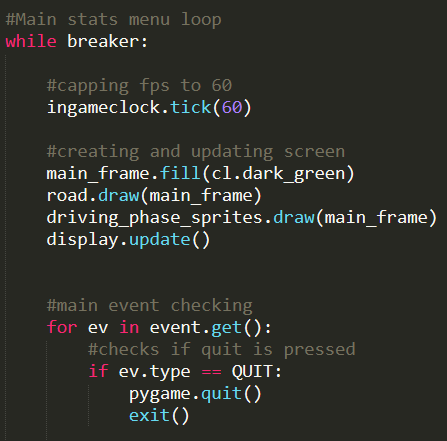 #Main stats menu loop
while breaker:
#capping fps to 60
ingameclock.tick(60)
#creating and updating screen
main_frame.fill(cl.dark_green)
road.draw(main_frame)
driving_phase_sprites.draw(main_frame)
display.update()
#main event checking
for ev in event.get():
#checks if quit is pressed
if ev.type == QUIT:
pygame.quit()
exit()